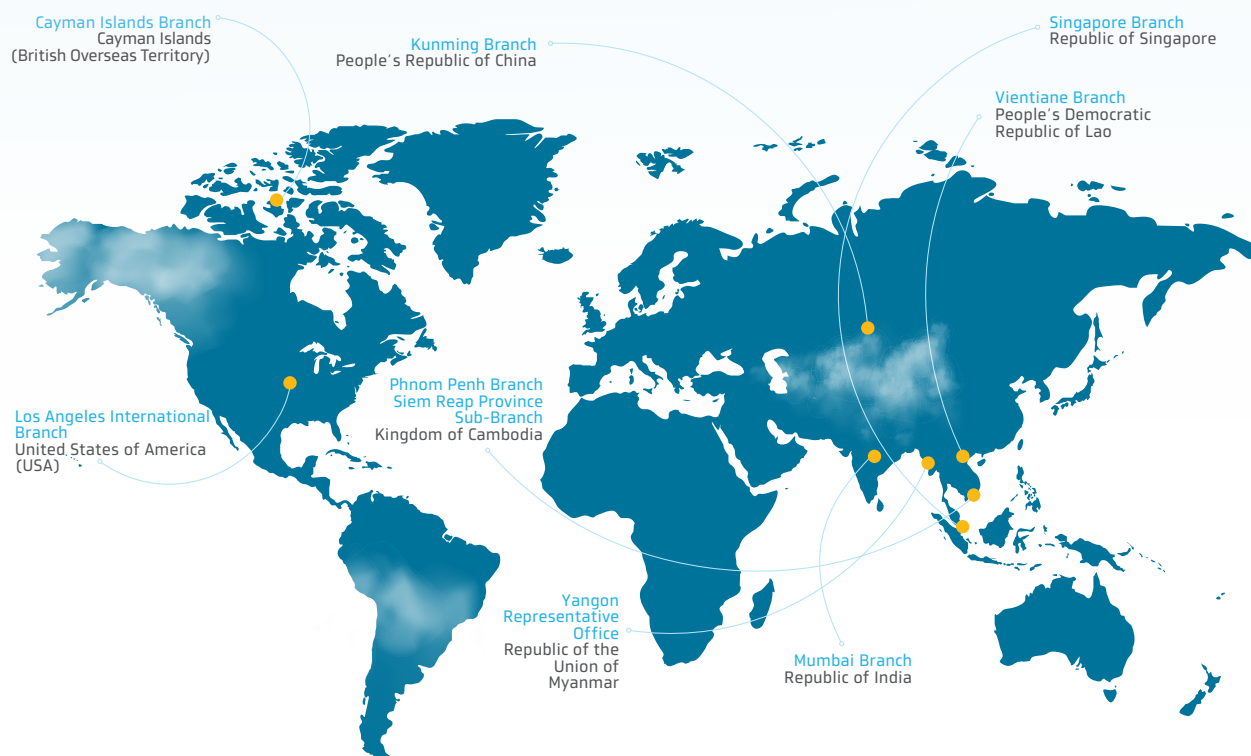 Cayman Islands Branch
Cayman Islands
(British Overseas Territory)
Kunming Branch
People's Republic of China
Singapore Branch
Republic of Singapore
Vientiane Branch
People's Democratic
Republic of Lao
Phnom Penh Branch
Siem Reap Province
Sub-Branch
Kingdom of Cambodia
Los Angeles International
Branch
United States of America
(USA)
Yangon
Representative
Office
Republic of the
Union of
Myanmar
Mumbai Branch
Republic of India